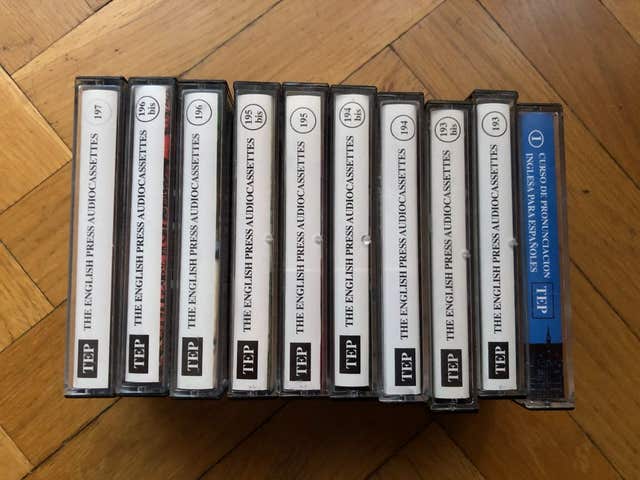 TEP THE ENGLISH PRESS AUDIOCASSETTES 197
TEP THE ENGLISH PRESS AUDIOCASSETTES 196 bis
TEP THE ENGLISH PRESS AUDIOCASSETTES 196
TEP THE ENGLISH PRESS AUDIOCASSETTES 195 bis
TEP THE ENGLISH PRESS AUDIOCASSETTES 195
TEP THE ENGLISH PRESS AUDIOCASSETTES 194 bis
TEP THE ENGLISH PRESS AUDIOCASSETTES 194
TEP THE ENGLISH PRESS AUDIOCASSETTES 193 bis
TEP THE ENGLISH PRESS AUDIOCASSETTES 193
TEP CURSO DE PRONUNCIACION
INGLESA PARA ESPAÑOLES 1